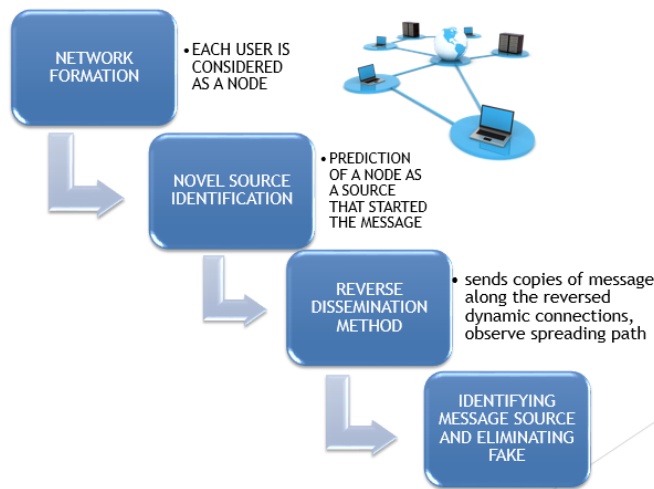 NETWORK
FORMATION
• EACH USER IS
CONSIDERED
AS A NODE
NOVEL SOURCE
IDENTIFICATION
• PREDICTION
OF A NODE AS
A SOURCE
THAT STARTED
THE MESSAGE
REVERSE
DISSEMINATION
METHOD
• sends copies of message
along the reversed
dynamic connections,
observe spreading path
IDENTIFYING
MESSAGE SOURCE
AND ELIMINATING
FAKE